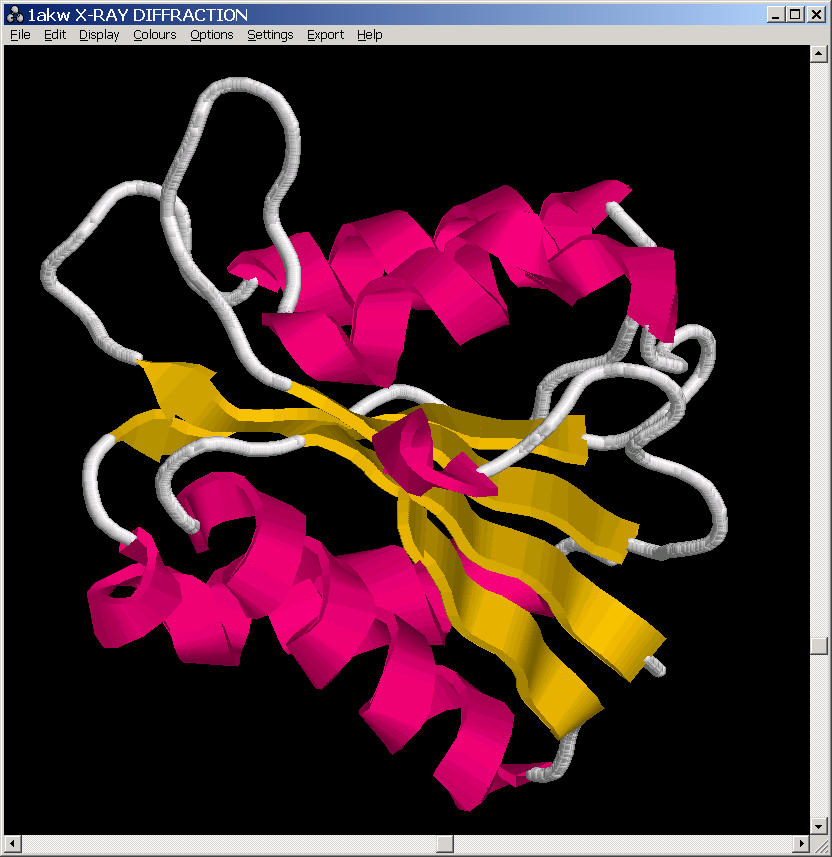 1akw X-RAY DIFFRACTION
File Edit Display Colours Options Settings Export Help